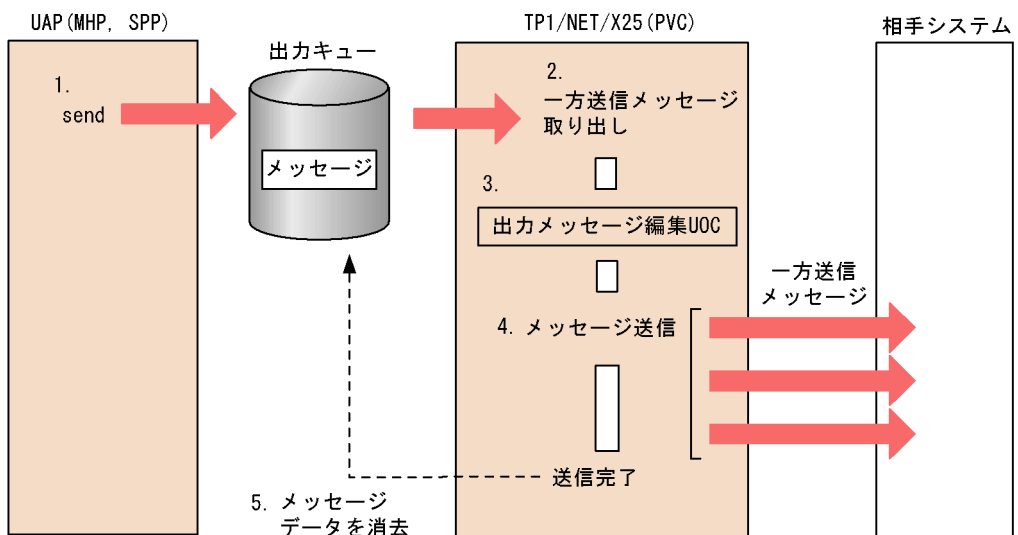 UAP(MHP, SPP)
出力キュー
TP1/NET/X25(PVC)
相手システム
1.
send
メッセージ
2.
一方送信メッセージ
取り出し
3.
出力メッセージ編集UOC
一方送信
メッセージ
4. メッセージ送信
送信完了
5. メッセージ
データを消去